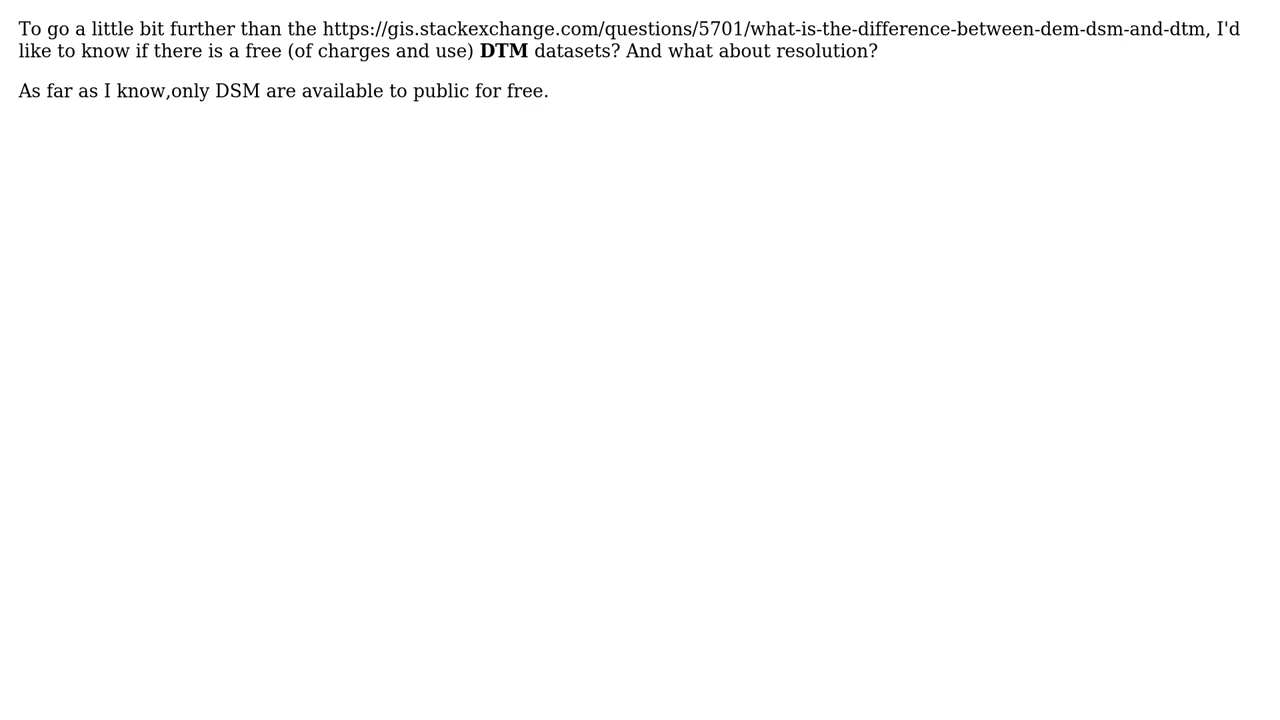 To go a little bit further than the https://gis.stackexchange.com/questions/5701/what-is-the-difference-between-dem-dsm-and-dtm, I'd
like to know if there is a free (of charges and use) DTM datasets? And what about resolution?
As far as I know,only DSM are available to public for free.